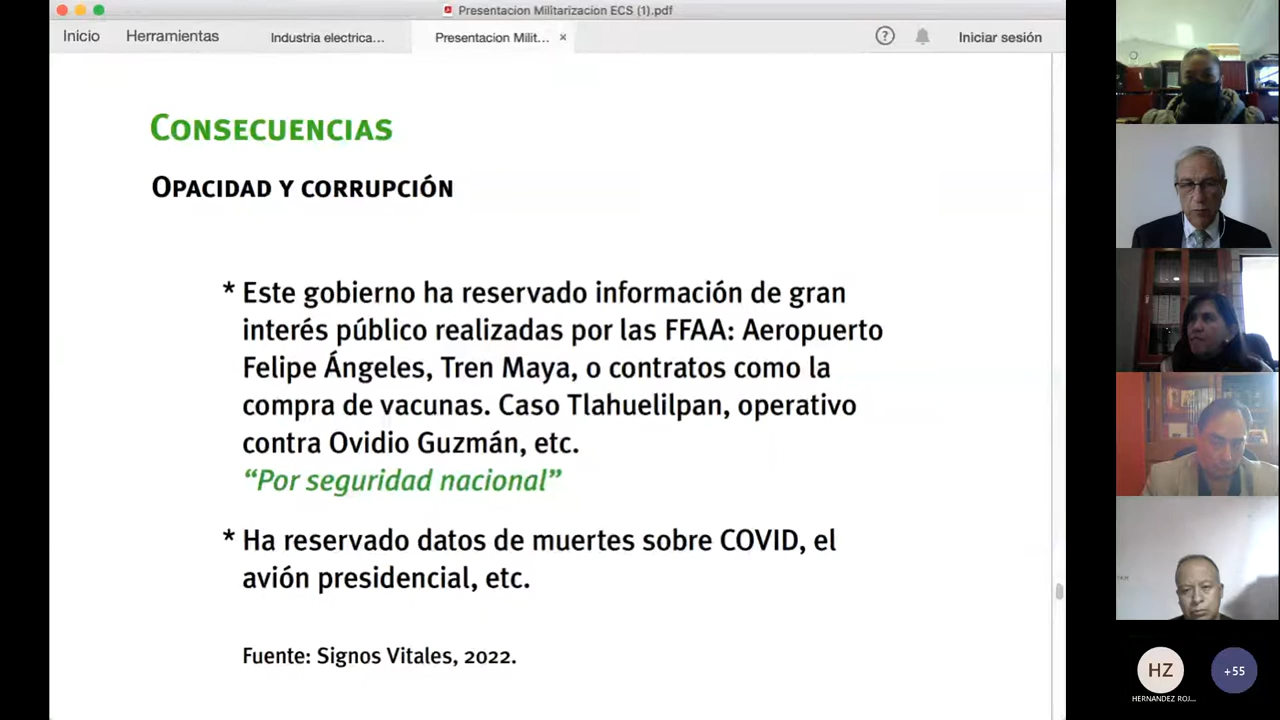 Presentacion Militarizacion ECS (1).pdf
Inicio Herramientas Industria electrica... Presentacion Milit... × ? Iniciar sesión
CONSECUENCIAS
OPACIDAD Y CORRUPCIÓN
* Este gobierno ha reservado información de gran
interés público realizadas por las FFAA: Aeropuerto
Felipe Ángeles, Tren Maya, o contratos como la
compra de vacunas. Caso Tlahuelilpan, operativo
contra Ovidio Guzmán, etc.
“Por seguridad nacional”
* Ha reservado datos de muertes sobre COVID, el
avión presidencial, etc.
Fuente: Signos Vitales, 2022.
HZ
+55
HERNANDEZ ROJ...